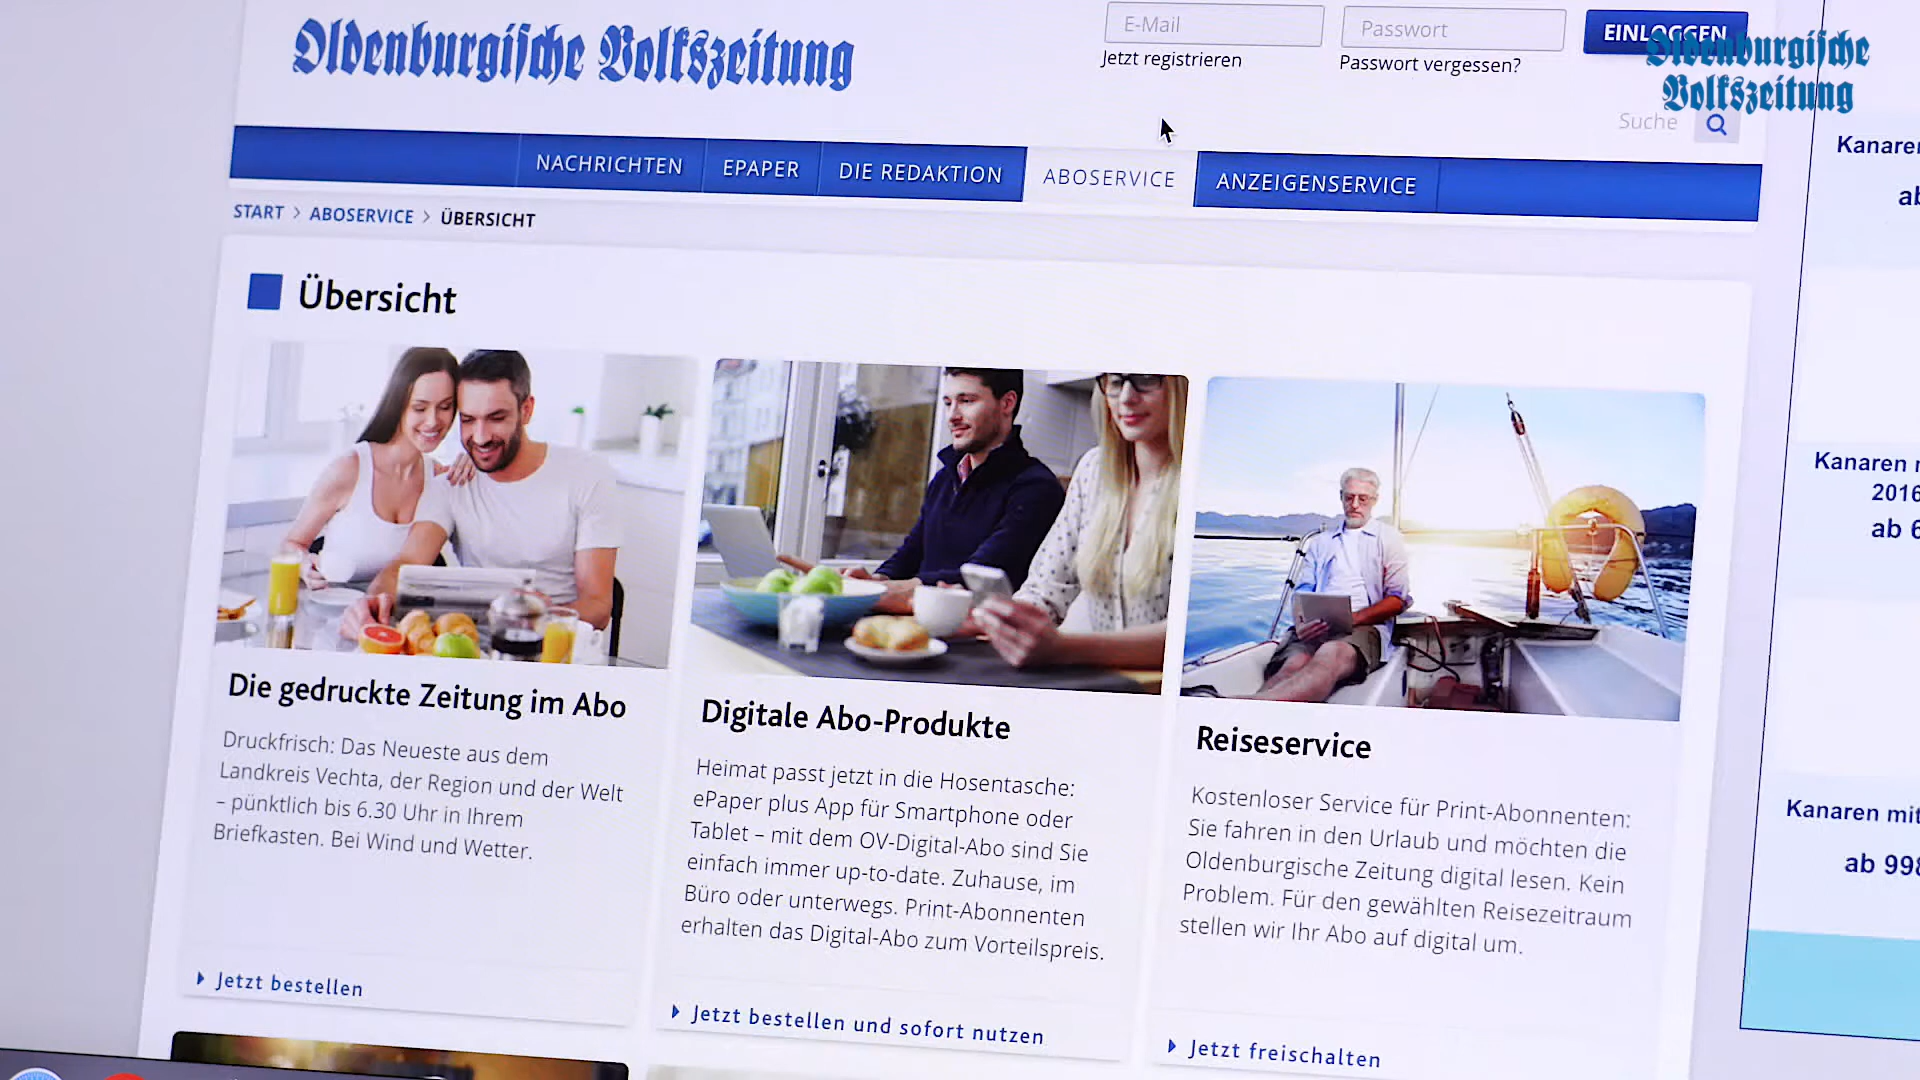 Oldenburgische Volkszeitung
E-Mail
Passwort
EINLOGGEN
Jetzt registrieren
Passwort vergessen?
Oldenburgische
Volkszeitung
Suche
NACHRICHTEN
EPAPER
DIE REDAKTION
ABOSERVICE
ANZEIGENSERVICE
START > ABOSERVICE > ÜBERSICHT
Übersicht
Die gedruckte Zeitung im Abo
Druckfrisch: Das Neueste aus dem
Landkreis Vechta, der Region und der Welt
– pünktlich bis 6.30 Uhr in Ihrem
Briefkasten. Bei Wind und Wetter.
Jetzt bestellen
Digitale Abo-Produkte
Heimat passt jetzt in die Hosentasche:
ePaper plus App für Smartphone oder
Tablet – mit dem OV-Digital-Abo sind Sie
einfach immer up-to-date. Zuhause, im
Büro oder unterwegs. Print-Abonnenten
erhalten das Digital-Abo zum Vorteilspreis.
Jetzt bestellen und sofort nutzen
Reiseservice
Kostenloser Service für Print-Abonnenten:
Sie fahren in den Urlaub und möchten die
Oldenburgische Zeitung digital lesen. Kein
Problem. Für den gewählten Reisezeitraum
stellen wir Ihr Abo auf digital um.
Jetzt freischalten
Kanaren
ab
Kanaren
2016
ab 6
Kanaren mit
ab 998